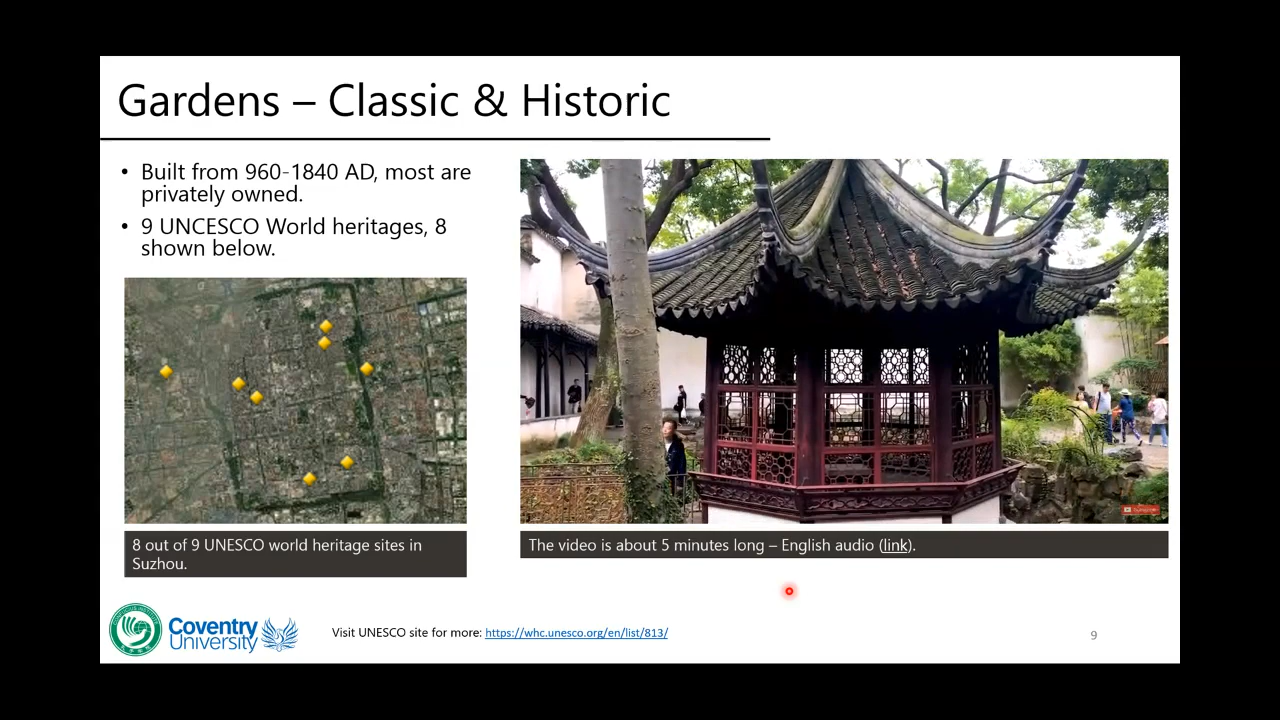 Gardens – Classic & Historic
• Built from 960-1840 AD, most are
privately owned.
• 9 UNCESCO World heritages, 8
shown below.
8 out of 9 UNESCO world heritage sites in
Suzhou.
The video is about 5 minutes long – English audio (link).
Coventry
University
Visit UNESCO site for more: https://whc.unesco.org/en/list/813/
9